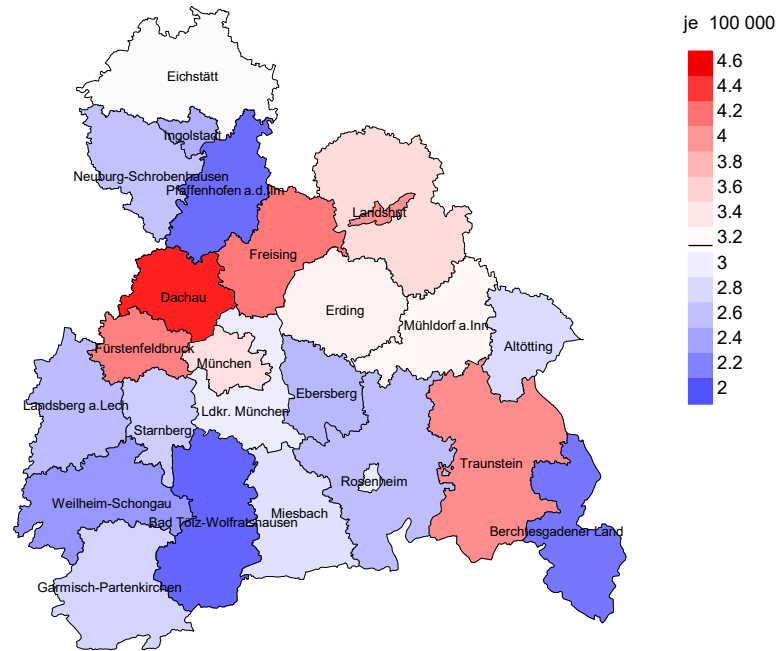 je 100 000
4.6
4.4
4.2
4
3.8
3.6
3.4
3.2
3
2.8
2.6
2.4
2.2
2
Eichstätt
Ingolstadt
Neuburg-Schrobenhausen
Pfaffenhofen a.d.Ilm
Landshut
Freising
Dachau
Erding
Mühldorf a.Inn
Fürstenfeldbruck
München
Altötting
Ebersberg
Landsberg a.Lech
Ldkr. München
Starnberg
Traunstein
Rosenheim
Weilheim-Schongau
Miesbach
Bad Tölz-Wolfratshausen
Berchtesgadener Land
Garmisch-Partenkirchen